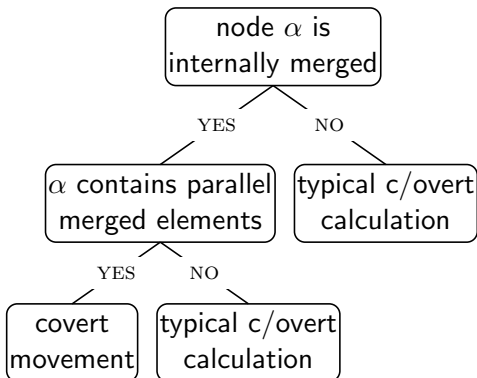 node α is
internally merged
YES NO
α contains parallel
merged elements
typical c/overt
calculation
YES NO
covert
movement
typical c/overt
calculation